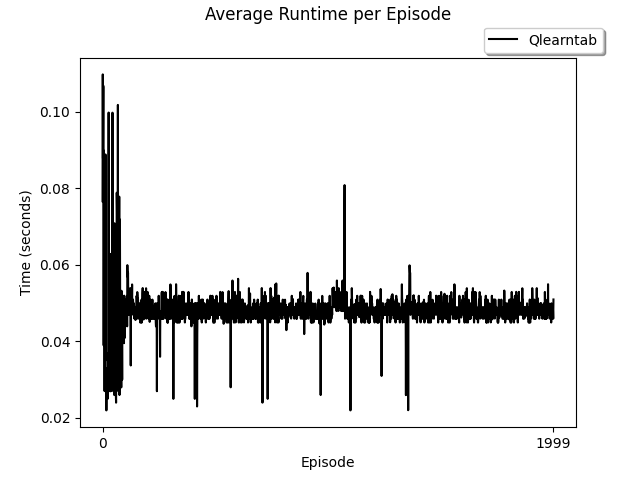 Average Runtime per Episode
Qlearntab
0.10
0.08
0.06
0.04
0.02
Time (seconds)
0 1999
Episode